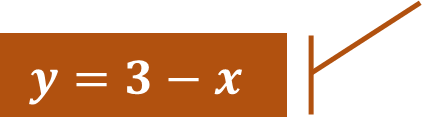 y = 3 − x